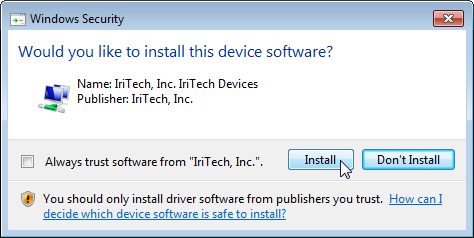 Windows Security
Would you like to install this device software?
Name: IriTech, Inc. IriTech Devices
Publisher: IriTech, Inc.
Always trust software from "IriTech, Inc.".
Install
Don't Install
You should only install driver software from publishers you trust. How can I
decide which device software is safe to install?